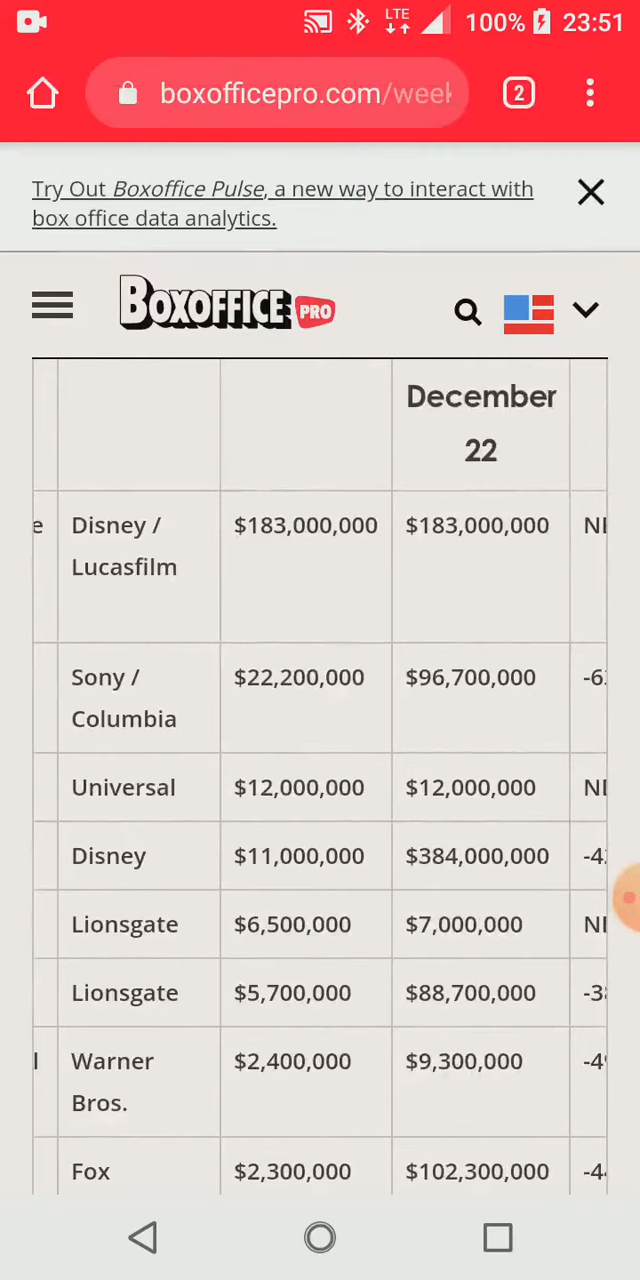 LTE 100% 23:51
boxofficepro.com/week 2
Try Out Boxoffice Pulse, a new way to interact with
box office data analytics.
BOXOFFICE PRO
December
22
e Disney / $183,000,000 $183,000,000
Lucasfilm
Sony / $22,200,000 $96,700,000
Columbia
Universal $12,000,000 $12,000,000
Disney $11,000,000 $384,000,000
Lionsgate $6,500,000 $7,000,000
Lionsgate $5,700,000 $88,700,000
l Warner $2,400,000 $9,300,000
Bros.
Fox $2,300,000 $102,300,000